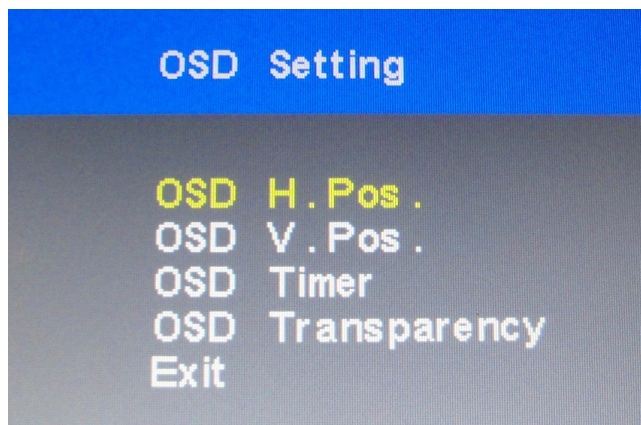 OSD Setting
OSD H.Pos.
OSD V.Pos.
OSD Timer
OSD Transparency
Exit